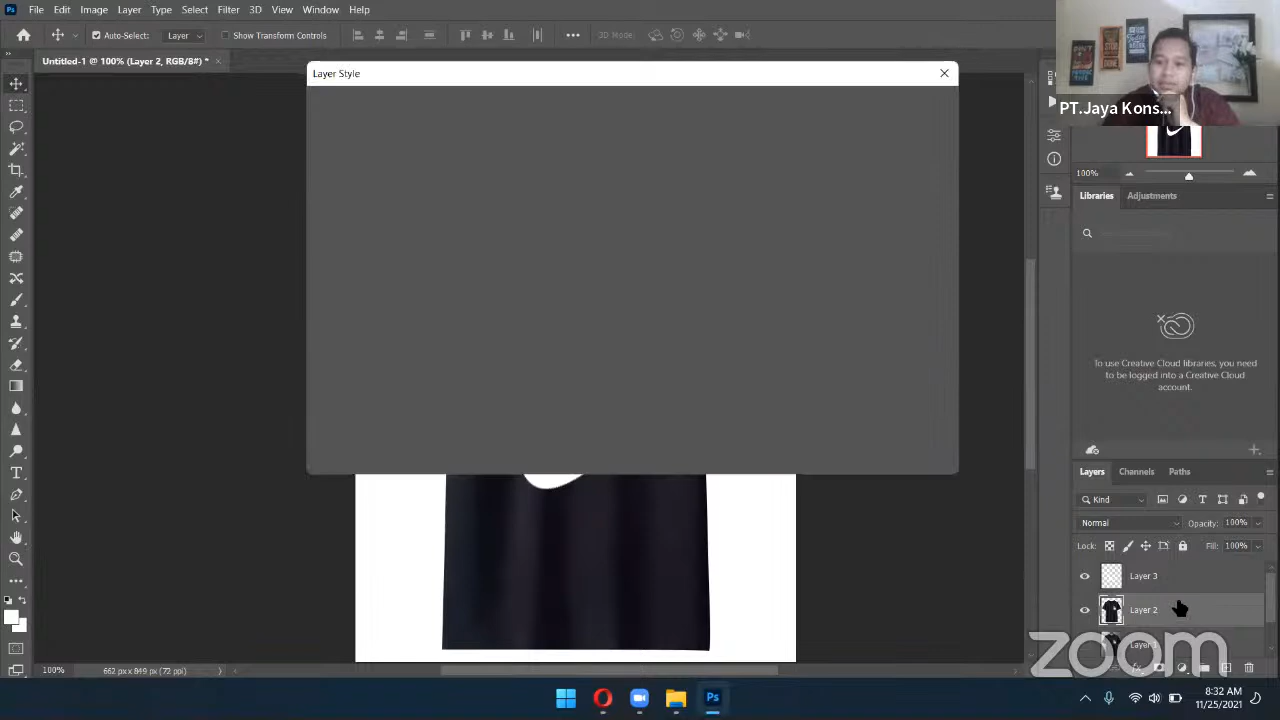 Ps File Edit Image Layer Type Select Filter 3D View Window Help
Auto-Select: Layer Show Transform Controls 3D Mode:
PT.Jaya Kons...
Untitled-1 @ 100% (Layer 2, RGB/8#) *
Layer Style
100%
Libraries Adjustments
To use Creative Cloud libraries, you need
to be logged into a Creative Cloud
account.
Layers Channels Paths
Kind
Normal Opacity: 100%
Lock: Fill: 100%
Layer 3
Layer 2
Layer 1
zoom
100% 662 px x 849 px (72 ppi)
Ps
8:32 AM
11/25/2021